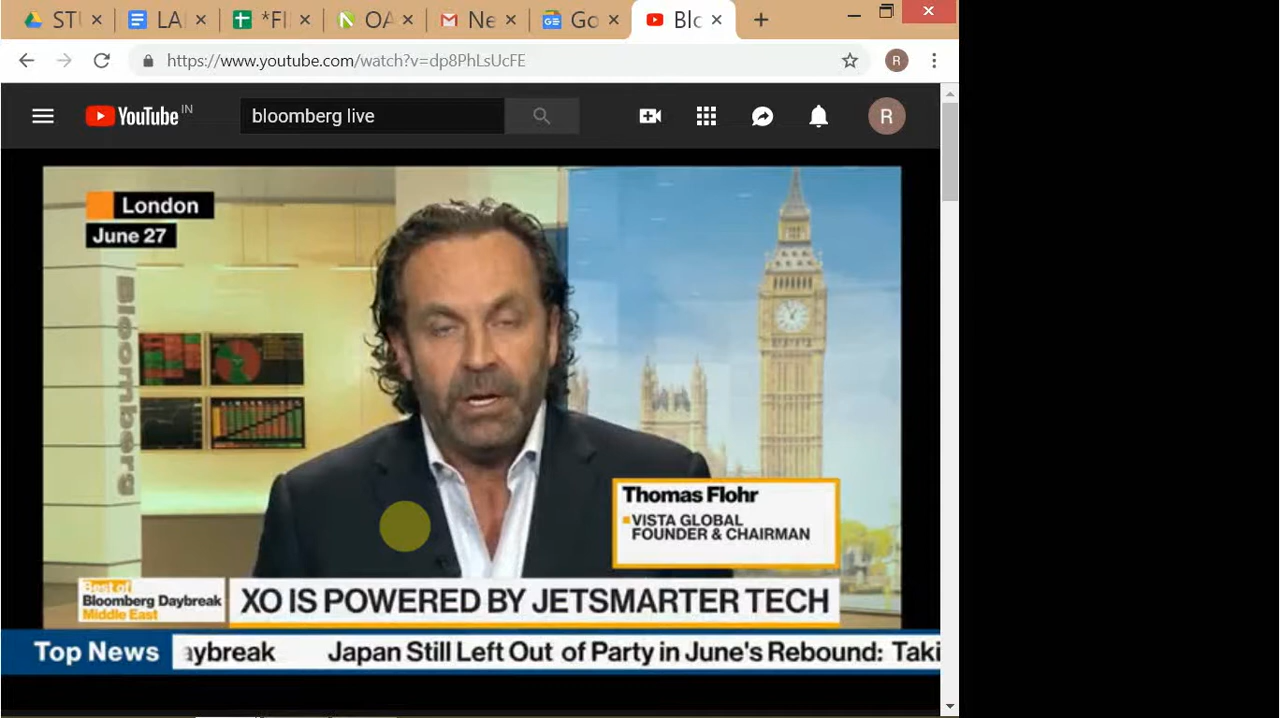 ST
LA
*FI
OA
Ne
Go
Blo
https://www.youtube.com/watch?v=dp8PhLsUcFE
R
YouTube IN
bloomberg live
R
London
June 27
Bloomberg
Thomas Flohr
VISTA GLOBAL
FOUNDER & CHAIRMAN
Best of
Bloomberg Daybreak
Middle East
XO IS POWERED BY JETSMARTER TECH
Top News
aybreak Japan Still Left Out of Party in June's Rebound: Taki